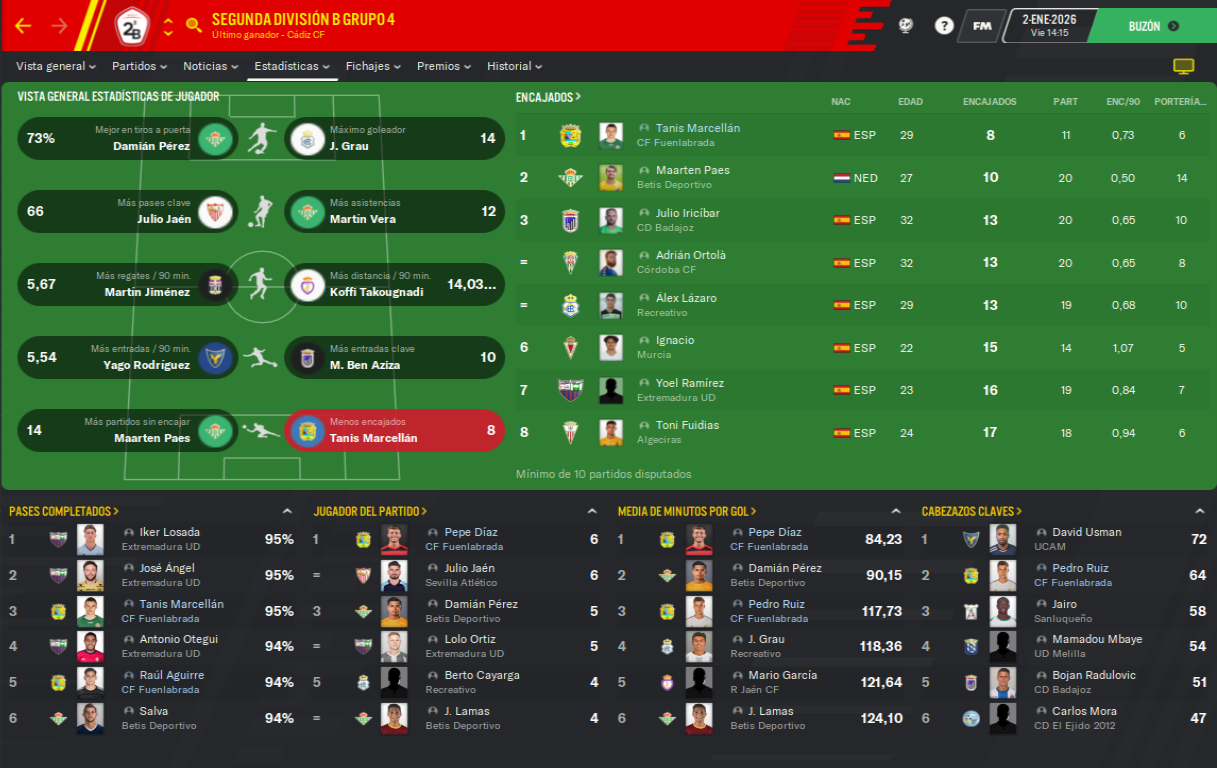 SEGUNDA DIVISIÓN B GRUPO 4
Último ganador - Cádiz CF
2ªB
?
FM
2-ENE-2026
Vie 14:15
BUZÓN
Vista general
Partidos
Noticias
Estadísticas
Fichajes
Premios
Historial
VISTA GENERAL ESTADÍSTICAS DE JUGADOR
73%
Mejor en tiros a puerta
Damián Pérez
Máximo goleador
J. Grau
14
66
Más pases clave
Julio Jaén
Más asistencias
Martín Vera
12
5,67
Más regates / 90 min.
Martín Jiménez
Más distancia / 90 min.
Koffi Takougnadi
14,03...
5,54
Más entradas / 90 min.
Yago Rodríguez
Más entradas clave
M. Ben Aziza
10
14
Más partidos sin encajar
Maarten Paes
Menos encajados
Tanis Marcellán
8
ENCAJADOS
NAC EDAD ENCAJADOS PART ENC/90 PORTERÍA...
1 Tanis Marcellán ESP 29 8 11 0,73 6
CF Fuenlabrada
2 Maarten Paes NED 27 10 20 0,50 14
Betis Deportivo
3 Julio Iricíbar ESP 32 13 20 0,65 10
CD Badajoz
= Adrián Ortolà ESP 32 13 20 0,65 8
Córdoba CF
= Álex Lázaro ESP 29 13 19 0,68 10
Recreativo
6 Ignacio ESP 22 15 14 1,07 5
Murcia
7 Yoel Ramírez ESP 23 16 19 0,84 7
Extremadura UD
8 Toni Fuidias ESP 24 17 18 0,94 6
Algeciras
Mínimo de 10 partidos disputados
PASES COMPLETADOS
1 Iker Losada 95%
Extremadura UD
2 José Ángel 95%
Extremadura UD
3 Tanis Marcellán 95%
CF Fuenlabrada
4 Antonio Otegui 94%
Extremadura UD
5 Raúl Aguirre 94%
CF Fuenlabrada
6 Salva 94%
Betis Deportivo
JUGADOR DEL PARTIDO
1 Pepe Díaz 6
CF Fuenlabrada
= Julio Jaén 6
Sevilla Atlético
3 Damián Pérez 5
Betis Deportivo
= Lolo Ortiz 5
Extremadura UD
5 Berto Cayarga 4
Recreativo
= J. Lamas 4
Betis Deportivo
MEDIA DE MINUTOS POR GOL
1 Pepe Díaz 84,23
CF Fuenlabrada
2 Damián Pérez 90,15
Betis Deportivo
3 Pedro Ruiz 117,73
CF Fuenlabrada
4 J. Grau 118,36
Recreativo
5 Mario García 121,64
R Jaén CF
6 J. Lamas 124,10
Betis Deportivo
CABEZAZOS CLAVES
1 David Usman 72
UCAM
2 Pedro Ruiz 64
CF Fuenlabrada
3 Jairo 58
Sanluqueño
4 Mamadou Mbaye 54
UD Melilla
5 Bojan Radulovic 51
CD Badajoz
6 Carlos Mora 47
CD El Ejido 2012